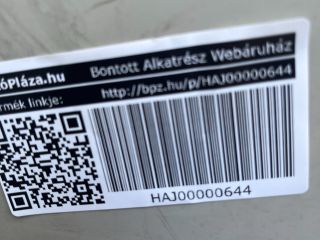 óPláza.hu Bontott Alkatrész Webáruház
rmék linkje: http://bpz.hu/p/HAJ00000644
HAJ00000644